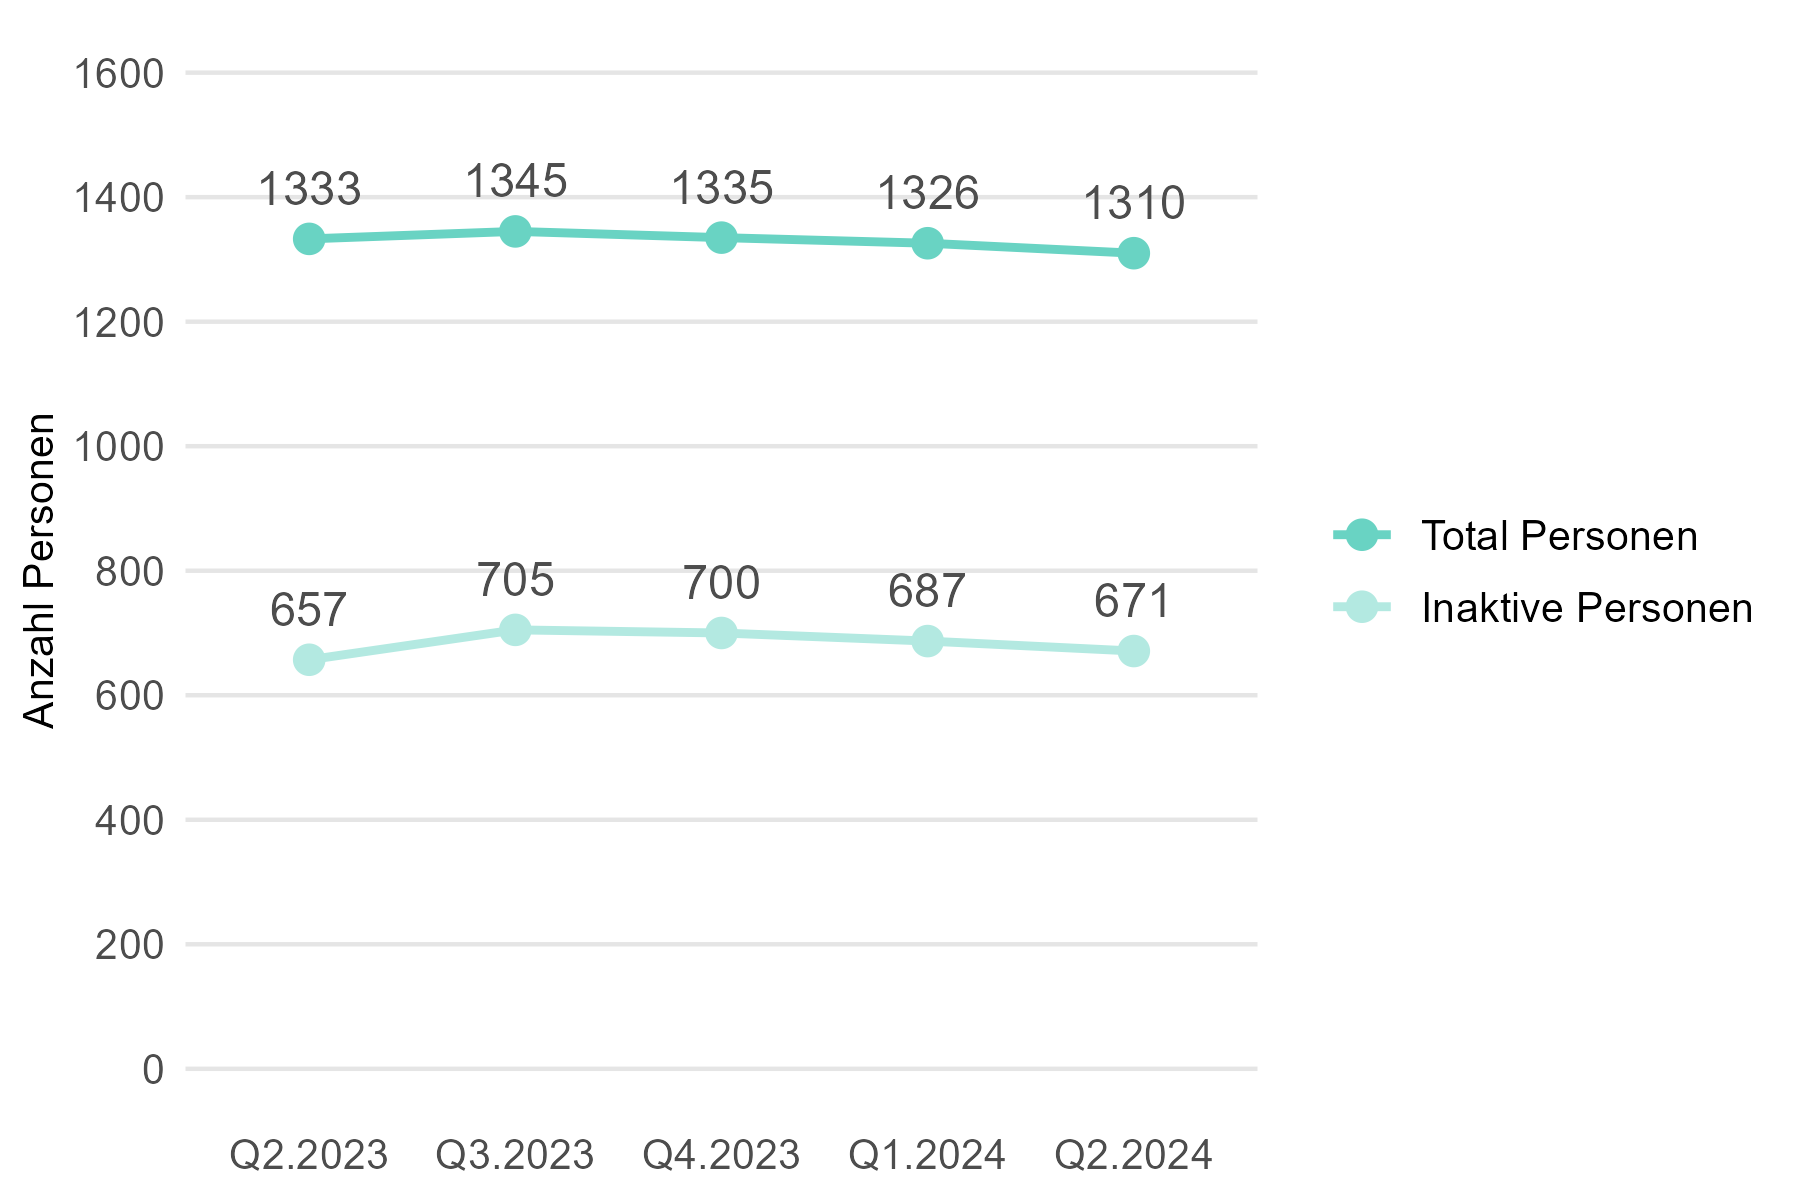 1600
1400
1200
1000
800
600
400
200
0
Anzahl Personen
1333 1345 1335 1326 1310
657 705 700 687 671
Q2.2023 Q3.2023 Q4.2023 Q1.2024 Q2.2024
Total Personen
Inaktive Personen